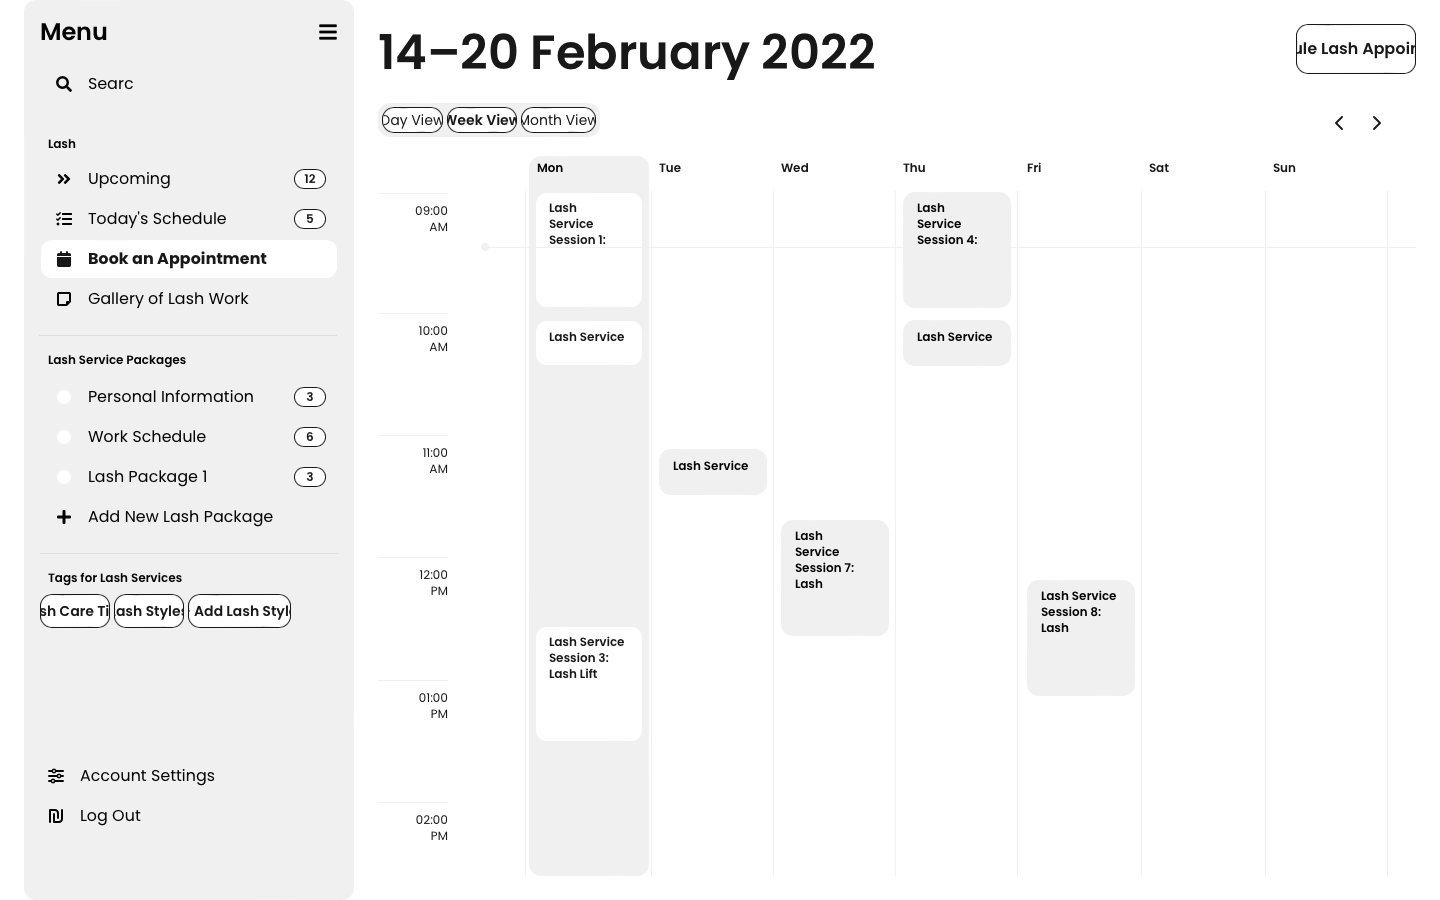 Menu
Searc
Lash
Upcoming 12
Today's Schedule 5
Book an Appointment
Gallery of Lash Work
Lash Service Packages
Personal Information 3
Work Schedule 6
Lash Package 1 3
Add New Lash Package
Tags for Lash Services
sh Care Ti
ash Styles
Add Lash Styl
Account Settings
Log Out
14–20 February 2022
ule Lash Appoin
Day View
Week View
Month View
Mon Tue Wed Thu Fri Sat Sun
09:00
AM
10:00
AM
11:00
AM
12:00
PM
01:00
PM
02:00
PM
Lash
Service
Session 1:
Lash Service
Lash Service
Session 3:
Lash Lift
Lash Service
Lash
Service
Session 7:
Lash
Lash
Service
Session 4:
Lash Service
Lash Service
Session 8:
Lash